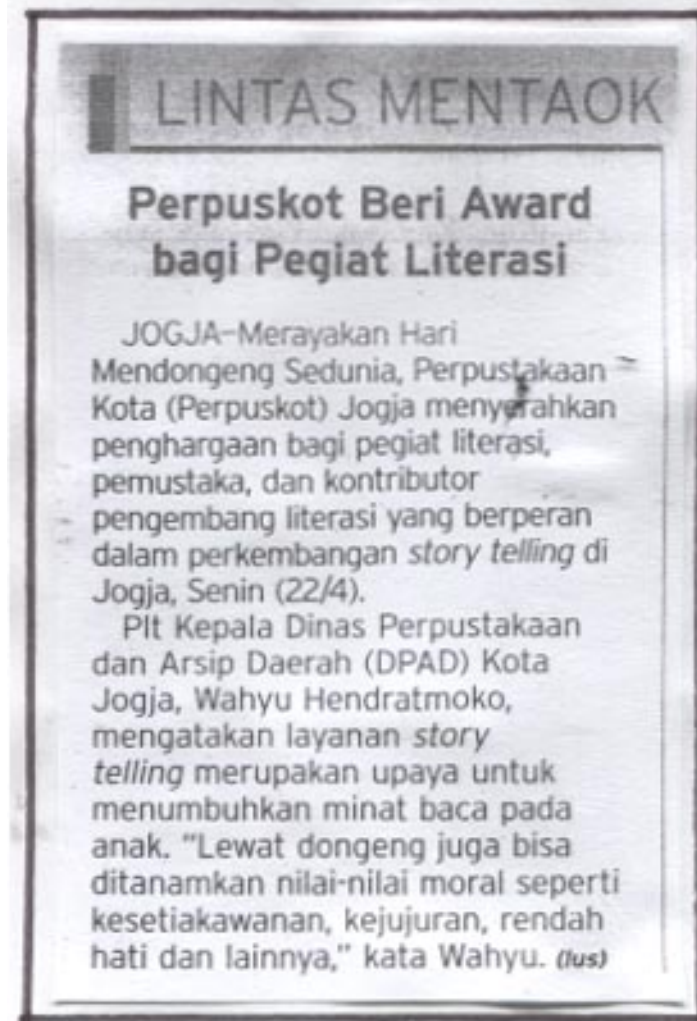 LINTAS MENTAOK
Perpuskot Beri Award
bagi Pegiat Literasi
JOGJA–Merayakan Hari
Mendongeng Sedunia, Perpustakaan
Kota (Perpuskot) Jogja menyerahkan
penghargaan bagi pegiat literasi,
pemustaka, dan kontributor
pengembang literasi yang berperan
dalam perkembangan story telling di
Jogja, Senin (22/4).
Plt Kepala Dinas Perpustakaan
dan Arsip Daerah (DPAD) Kota
Jogja, Wahyu Hendratmoko,
mengatakan layanan story
telling merupakan upaya untuk
menumbuhkan minat baca pada
anak. "Lewat dongeng juga bisa
ditanamkan nilai-nilai moral seperti
kesetiakawanan, kejujuran, rendah
hati dan lainnya," kata Wahyu. (lus)